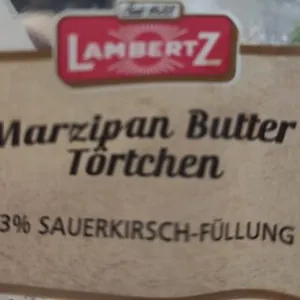 LAMBERTZ
Marzipan Butter
Törtchen
3% SAUERKIRSCH-FÜLLUNG